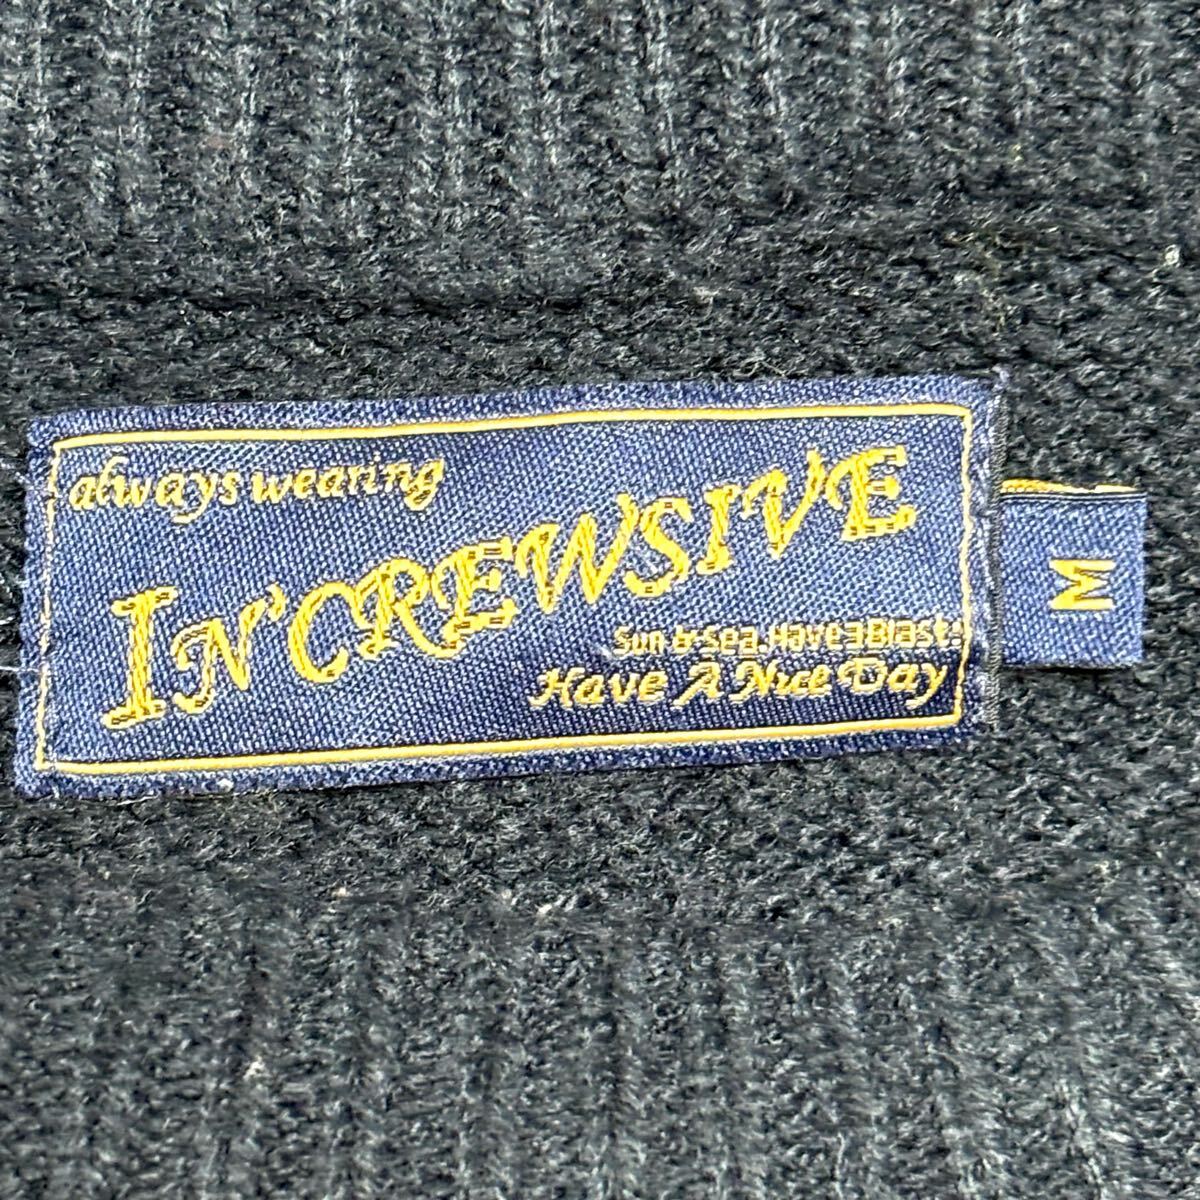 always wearing
IN'CREWSIVE
Sun & Sea. Have a Blast!
Have A Nice Day
M